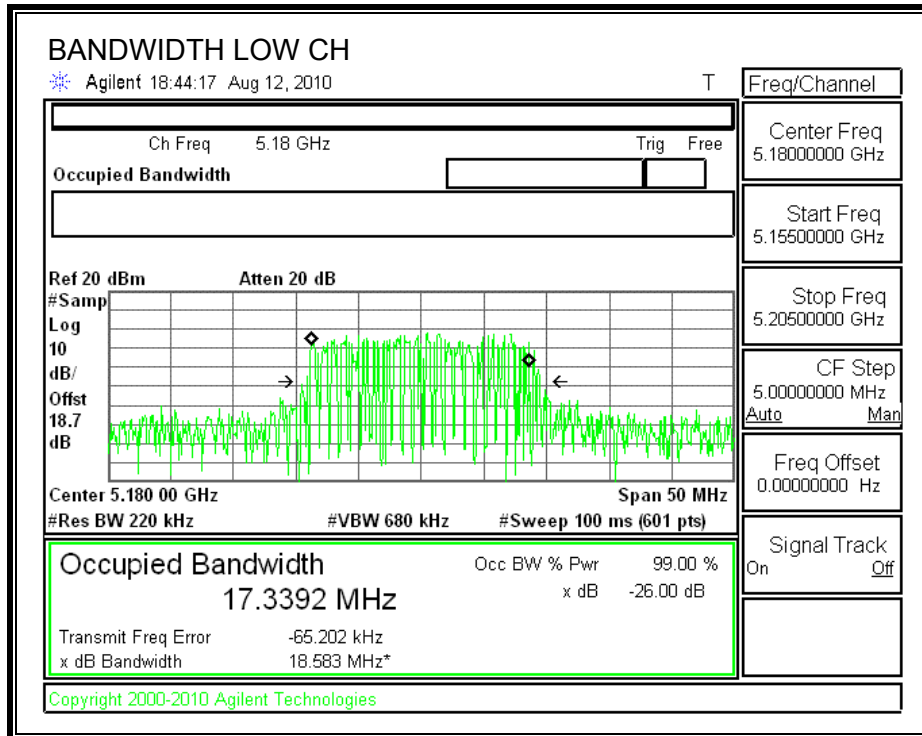 BANDWIDTH LOW CH
Agilent 18:44:17 Aug 12, 2010 T
Freq/Channel
Ch Freq 5.18 GHz Trig Free
Occupied Bandwidth
Center Freq
5.18000000 GHz
Start Freq
5.15500000 GHz
Stop Freq
5.20500000 GHz
CF Step
5.00000000 MHz
Auto Man
Freq Offset
0.00000000 Hz
Signal Track
On Off
Ref 20 dBm Atten 20 dB
#Samp
Log
10
dB/
Offst
18.7
dB
Center 5.180 00 GHz Span 50 MHz
#Res BW 220 kHz #VBW 680 kHz #Sweep 100 ms (601 pts)
Occupied Bandwidth Occ BW % Pwr 99.00 %
17.3392 MHz x dB -26.00 dB
Transmit Freq Error -65.202 kHz
x dB Bandwidth 18.583 MHz*
Copyright 2000-2010 Agilent Technologies